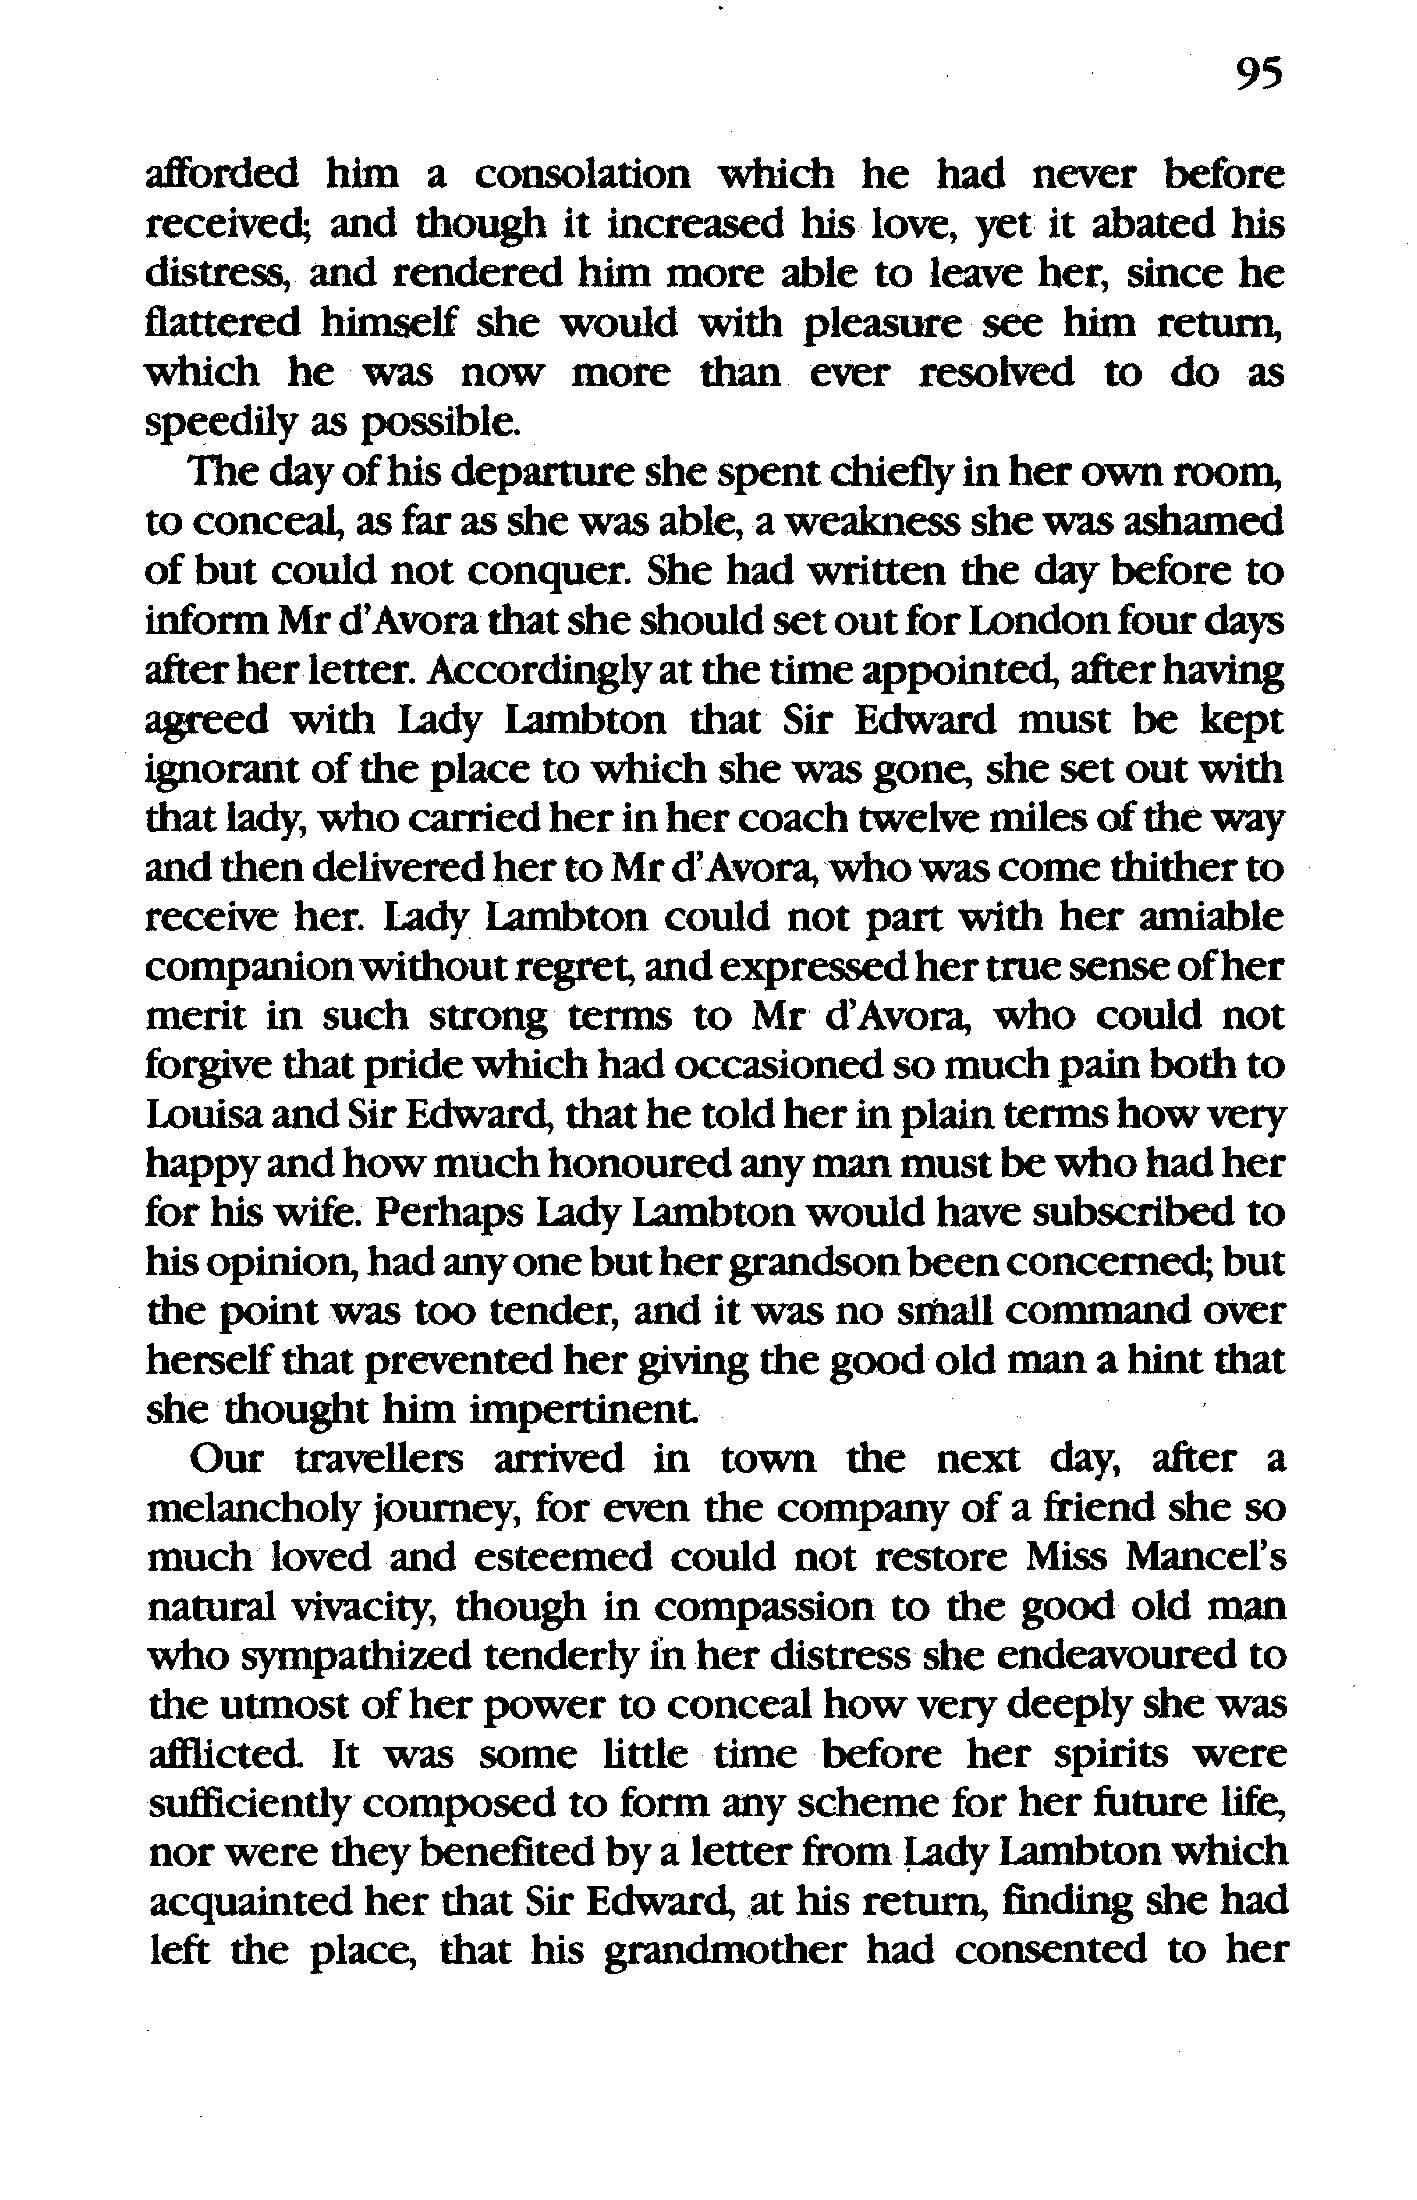 95
afforded him a consolation which he had never before
received; and though it increased his love, yet it abated his
distress, and rendered him more able to leave her, since he
flattered himself she would with pleasure see him return,
which he was now more than ever resolved to do as
speedily as possible.
The day of his departure she spent chiefly in her own room,
to conceal, as far as she was able, a weakness she was ashamed
of but could not conquer. She had written the day before to
inform Mr d'Avora that she should set out for London four days
after her letter. Accordingly at the time appointed, after having
agreed with Lady Lambton that Sir Edward must be kept
ignorant of the place to which she was gone, she set out with
that lady, who carried her in her coach twelve miles of the way
and then delivered her to Mr d'Avora, who was come thither to
receive her. Lady Lambton could not part with her amiable
companion without regret, and expressed her true sense of her
merit in such strong terms to Mr d'Avora, who could not
forgive that pride which had occasioned so much pain both to
Louisa and Sir Edward, that he told her in plain terms how very
happy and how much honoured any man must be who had her
for his wife. Perhaps Lady Lambton would have subscribed to
his opinion, had any one but her grandson been concerned; but
the point was too tender, and it was no small command over
herself that prevented her giving the good old man a hint that
she thought him impertinent.
Our travellers arrived in town the next day, after a
melancholy journey, for even the company of a friend she so
much loved and esteemed could not restore Miss Mancel's
natural vivacity, though in compassion to the good old man
who sympathized tenderly in her distress she endeavoured to
the utmost of her power to conceal how very deeply she was
afflicted. It was some little time before her spirits were
sufficiently composed to form any scheme for her future life,
nor were they benefited by a letter from Lady Lambton which
acquainted her that Sir Edward, at his return, finding she had
left the place, that his grandmother had consented to her